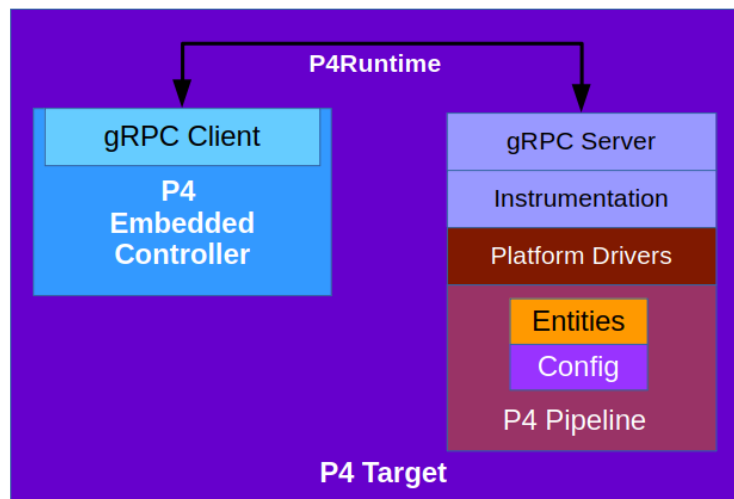 P4Runtime
gRPC Client
P4
Embedded
Controller
gRPC Server
Instrumentation
Platform Drivers
Entities
Config
P4 Pipeline
P4 Target